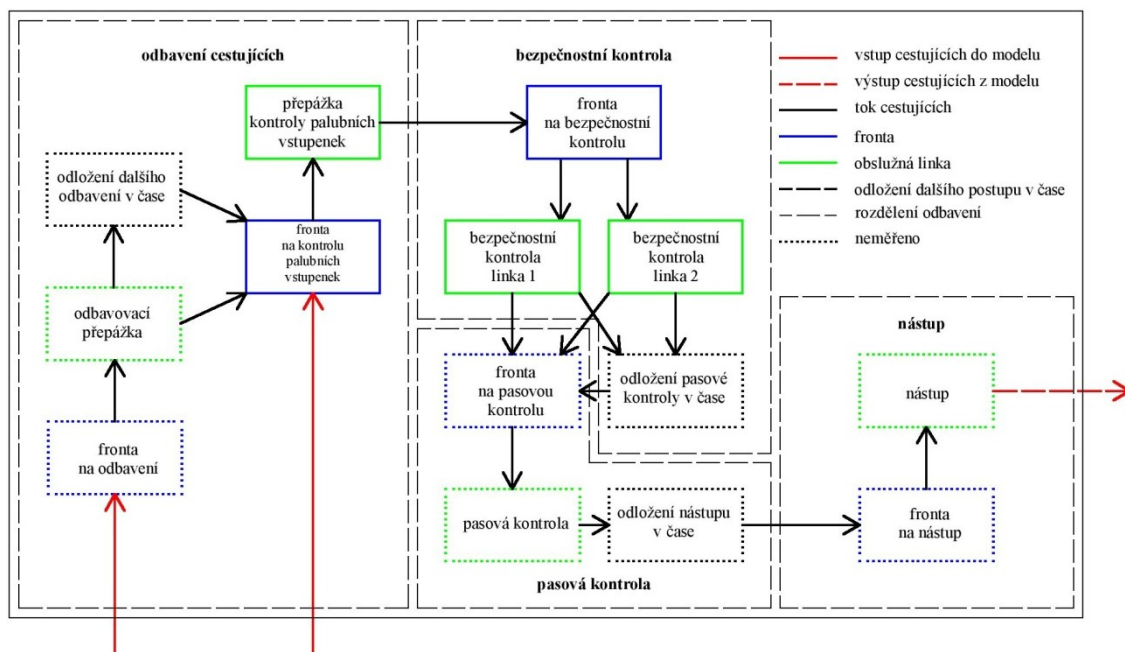 odbavení cestujících
přepážka
kontroly palubních
vstupenek
odložení dalšího
odbavení v čase
fronta
na kontrolu
palubních
vstupenek
odbavovací
přepážka
fronta
na odbavení
bezpečnostní kontrola
fronta
na bezpečnostní
kontrolu
bezpečnostní
kontrola
linka 1
bezpečnostní
kontrola
linka 2
fronta
na pasovou
kontrolu
odložení pasové
kontroly v čase
pasová kontrola
odložení nástupu
v čase
pasová kontrola
nástup
nástup
fronta
na nástup
vstup cestujících do modelu
výstup cestujících z modelu
tok cestujících
fronta
obslužná linka
odložení dalšího postupu v čase
rozdělení odbavení
neměřeno